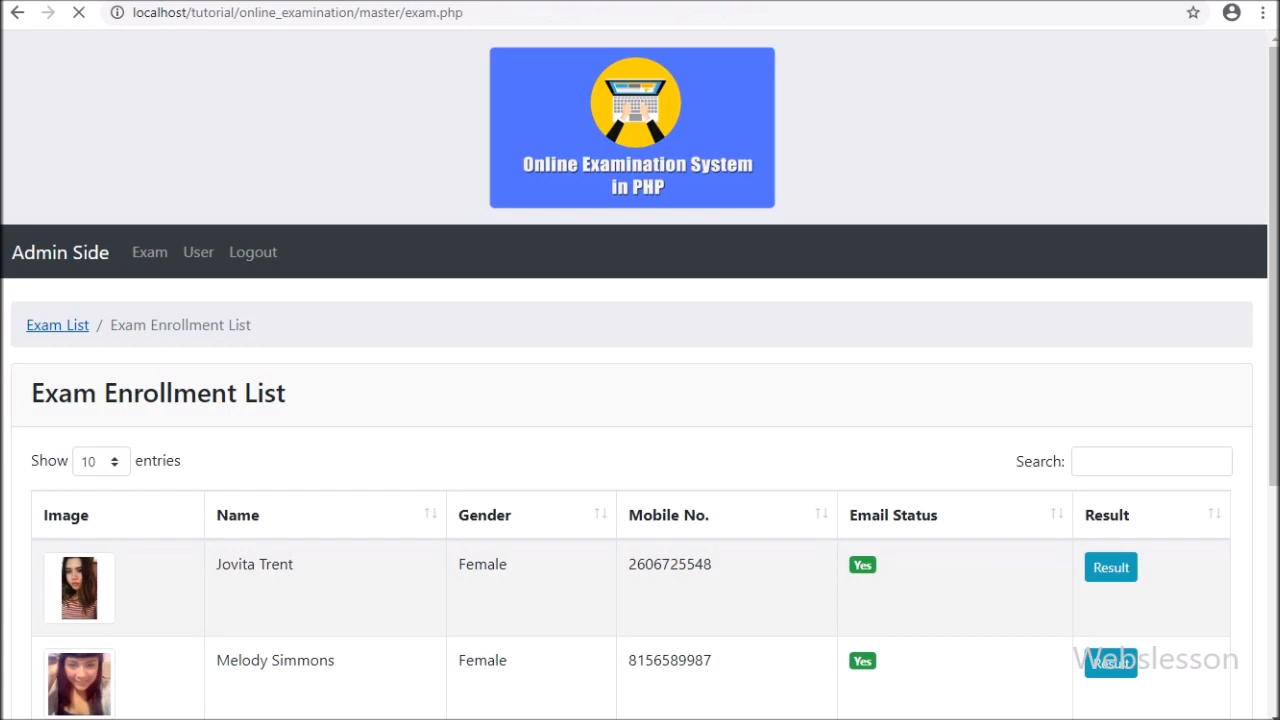 localhost/tutorial/online_examination/master/exam.php
Online Examination System
in PHP
Admin Side Exam User Logout
Exam List / Exam Enrollment List
Exam Enrollment List
Show 10 entries Search:
Image Name Gender Mobile No. Email Status Result
Jovita Trent Female 2606725548 Yes Result
Melody Simmons Female 8156589987 Yes Result
Webslesson